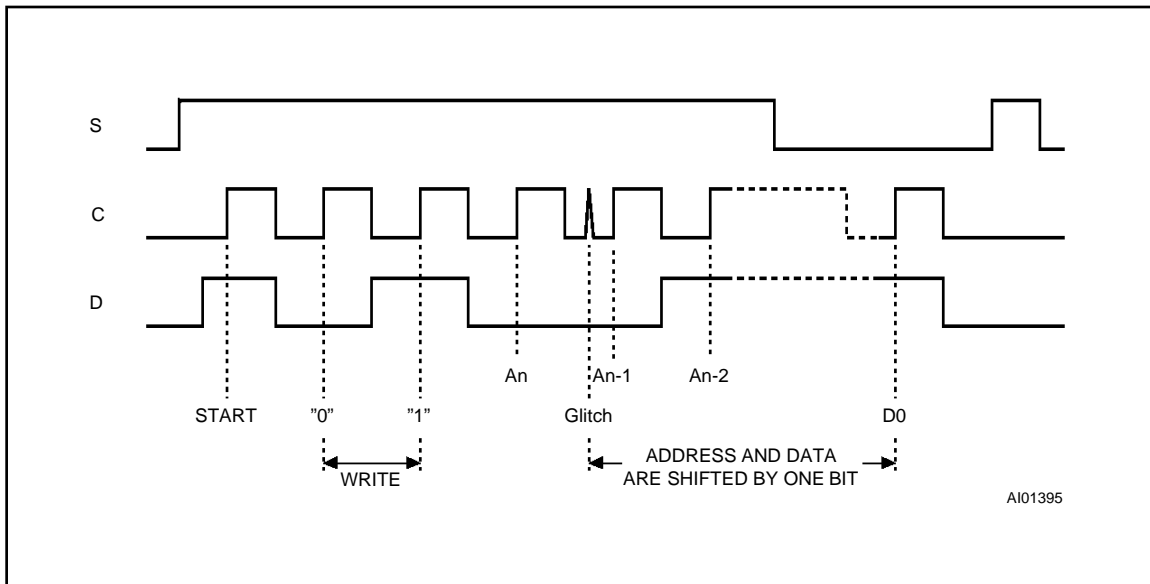 S
C
D
An
An-1
An-2
START
”0”
”1”
Glitch
D0
WRITE
ADDRESS AND DATA
ARE SHIFTED BY ONE BIT
AI01395